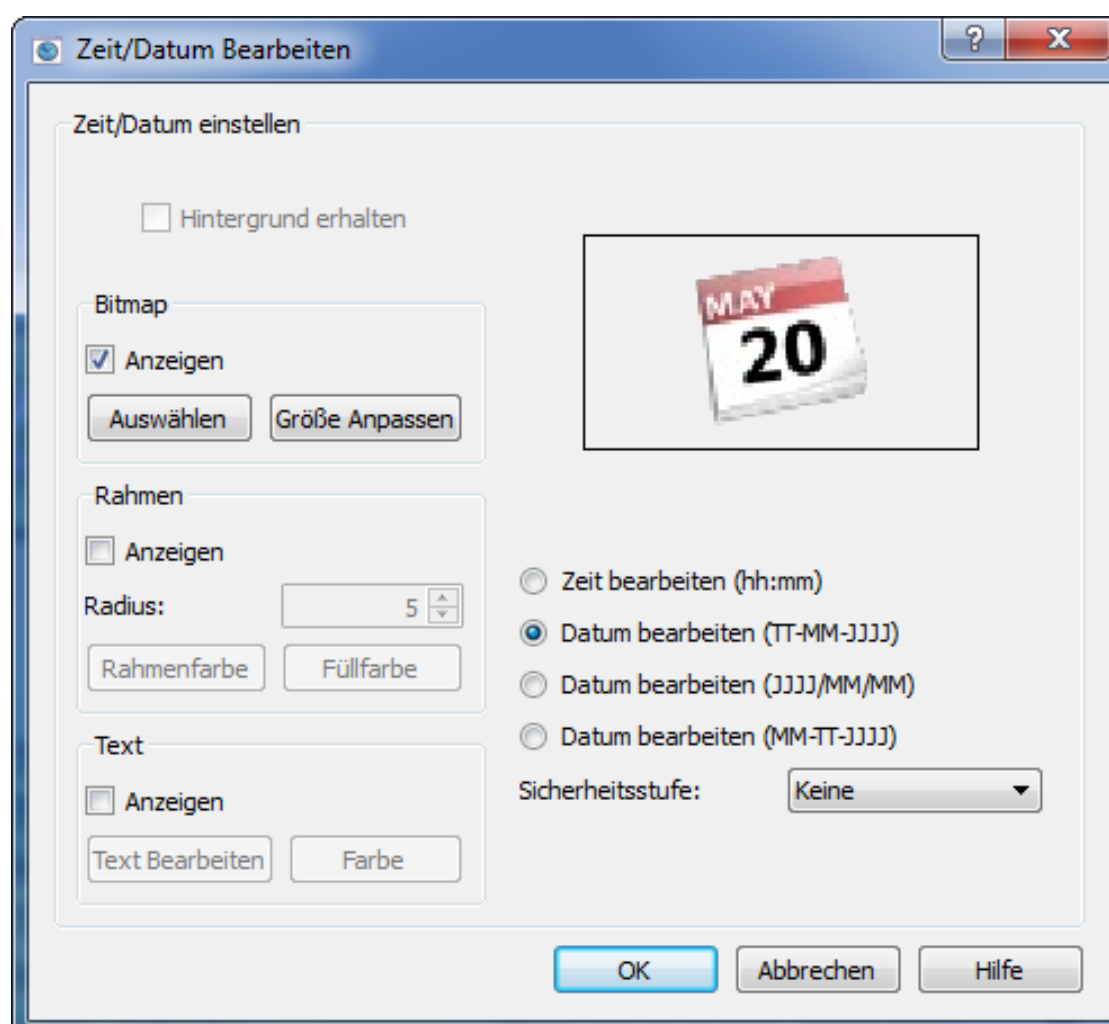 Zeit/Datum Bearbeiten
?
Zeit/Datum einstellen
Hintergrund erhalten
MAY
20
Bitmap
Anzeigen
Auswählen Größe Anpassen
Rahmen
Anzeigen
Radius: 5
Rahmenfarbe Füllfarbe
Text
Anzeigen
Text Bearbeiten Farbe
Zeit bearbeiten (hh:mm)
Datum bearbeiten (TT-MM-JJJJ)
Datum bearbeiten (JJJJ/MM/MM)
Datum bearbeiten (MM-TT-JJJJ)
Sicherheitsstufe: Keine
OK Abbrechen Hilfe